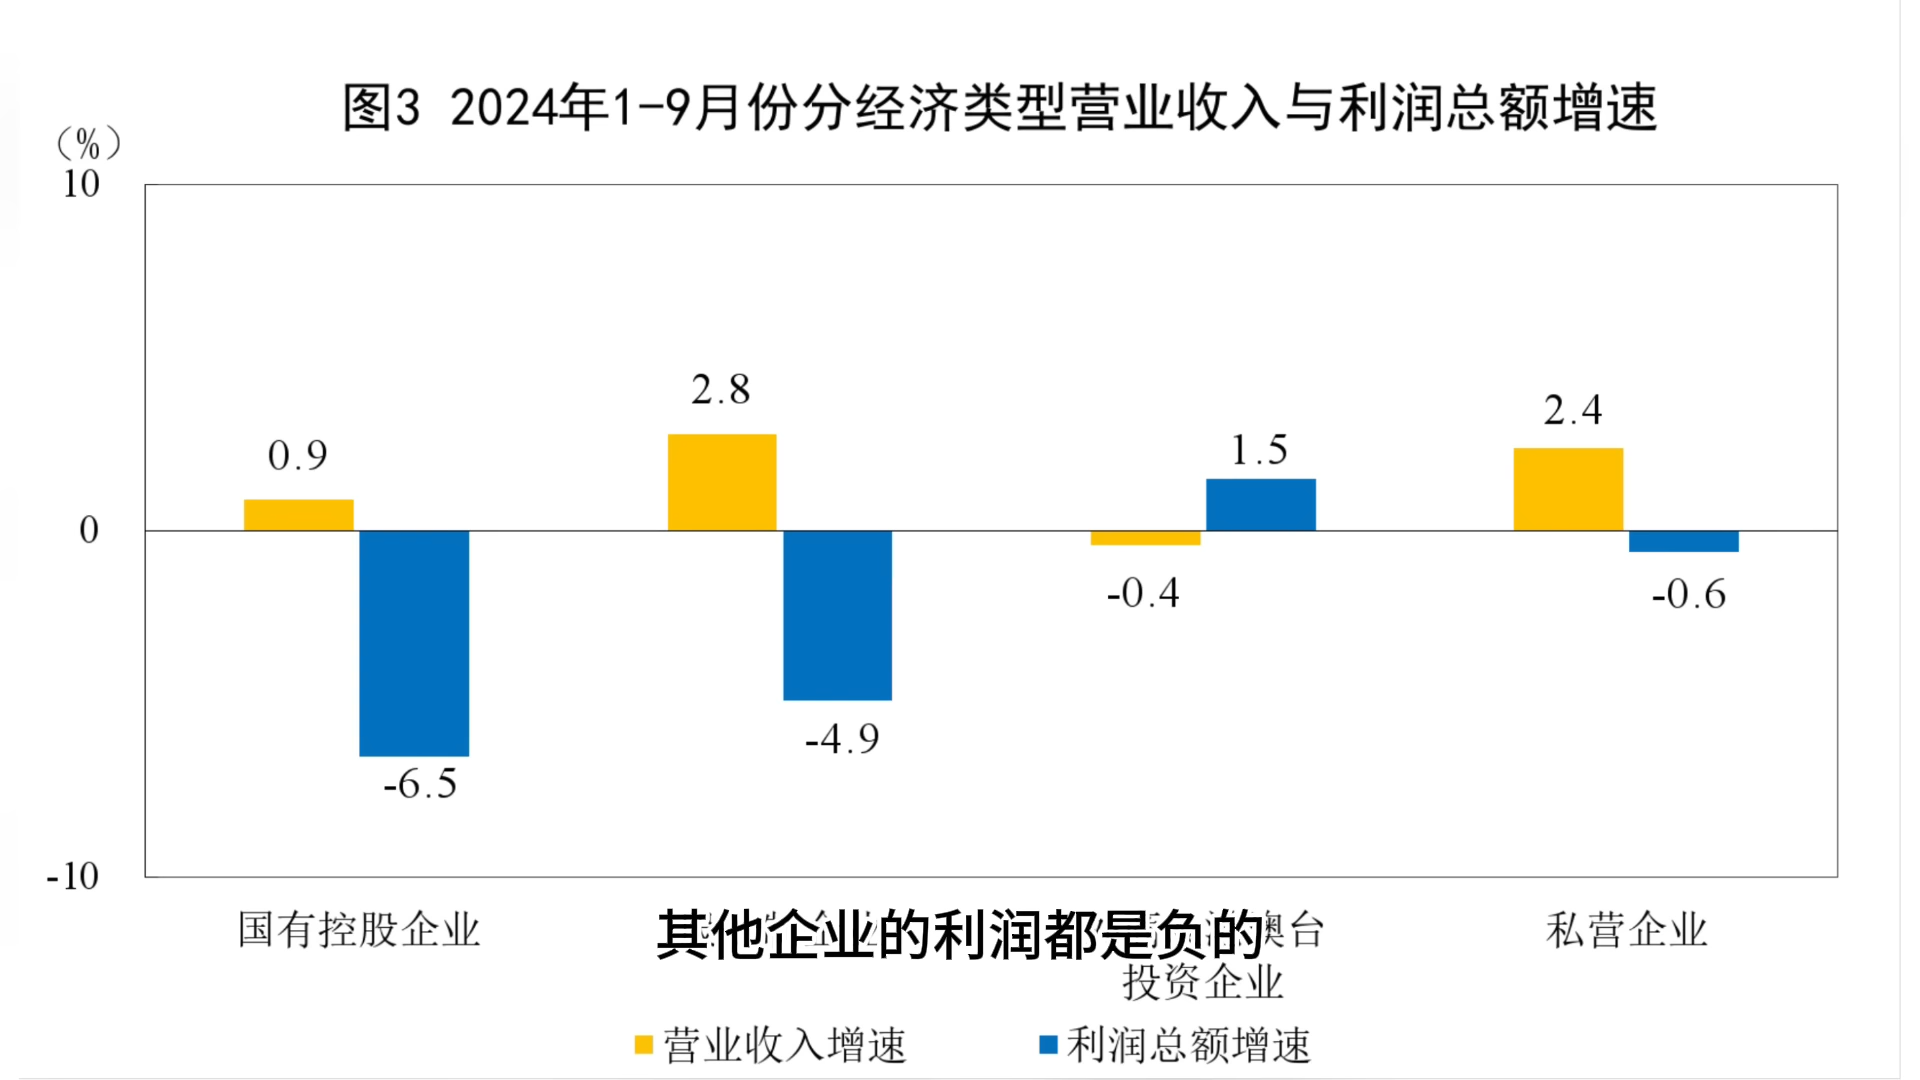 图3 2024年1-9月份分经济类型营业收入与利润总额增速
(%)
10
2.8
2.4
0.9
1.5
0
-0.4
-0.6
-4.9
-6.5
-10
国有控股企业
其他企业的利润都是负的
澳台
私营企业
投资企业
营业收入增速
利润总额增速